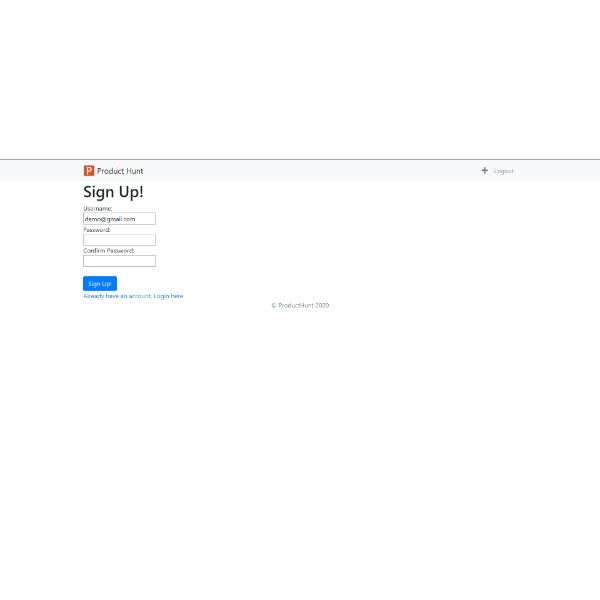 P Product Hunt + Logout
Sign Up!
Username:
demo@gmail.com
Password:
Confirm Password:
Sign Up!
Already have an account, Login here
© ProductHunt 2020